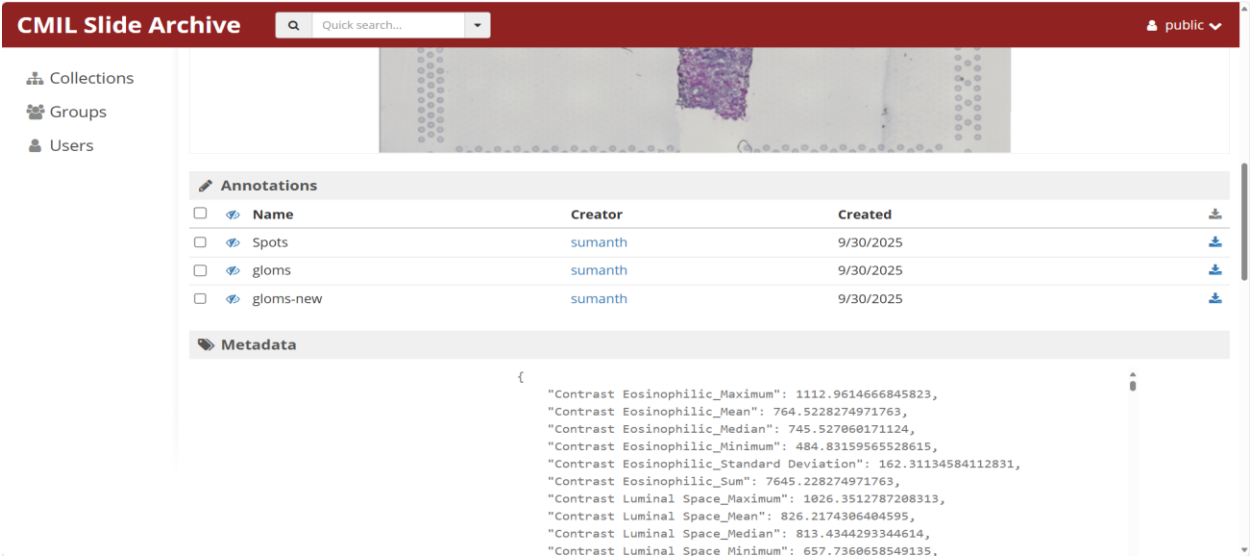 CMIL Slide Archive
Quick search...
public
Collections
Groups
Users
Annotations
Name Creator Created
Spots sumanth 9/30/2025
gloms sumanth 9/30/2025
gloms-new sumanth 9/30/2025
Metadata
{
"Contrast Eosinophilic_Maximum": 1112.9614666845823,
"Contrast Eosinophilic_Mean": 764.5228274971763,
"Contrast Eosinophilic_Median": 745.527060171124,
"Contrast Eosinophilic_Minimum": 484.83159565528615,
"Contrast Eosinophilic_Standard Deviation": 162.31134584112831,
"Contrast Eosinophilic_Sum": 7645.228274971763,
"Contrast Luminal Space_Maximum": 1026.3512787208313,
"Contrast Luminal Space_Mean": 826.2174306404595,
"Contrast Luminal Space_Median": 813.4344293344614,
"Contrast Luminal Space_Minimum": 657.7360658549135,